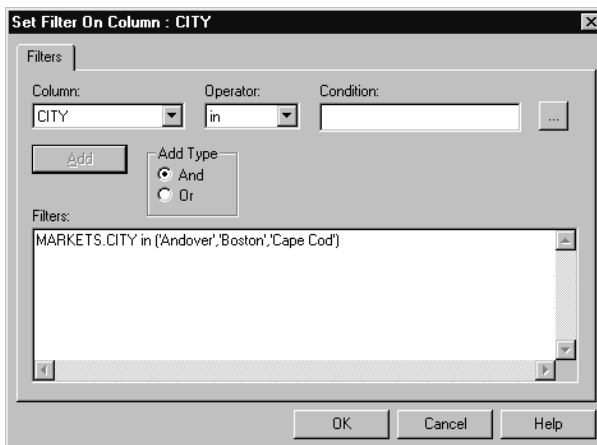 Set Filter On Column : CITY
Filters
Column: Operator: Condition:
CITY in ...
Add
Add Type
And
Or
Filters:
MARKETS.CITY in ('Andover','Boston','Cape Cod')
OK Cancel Help